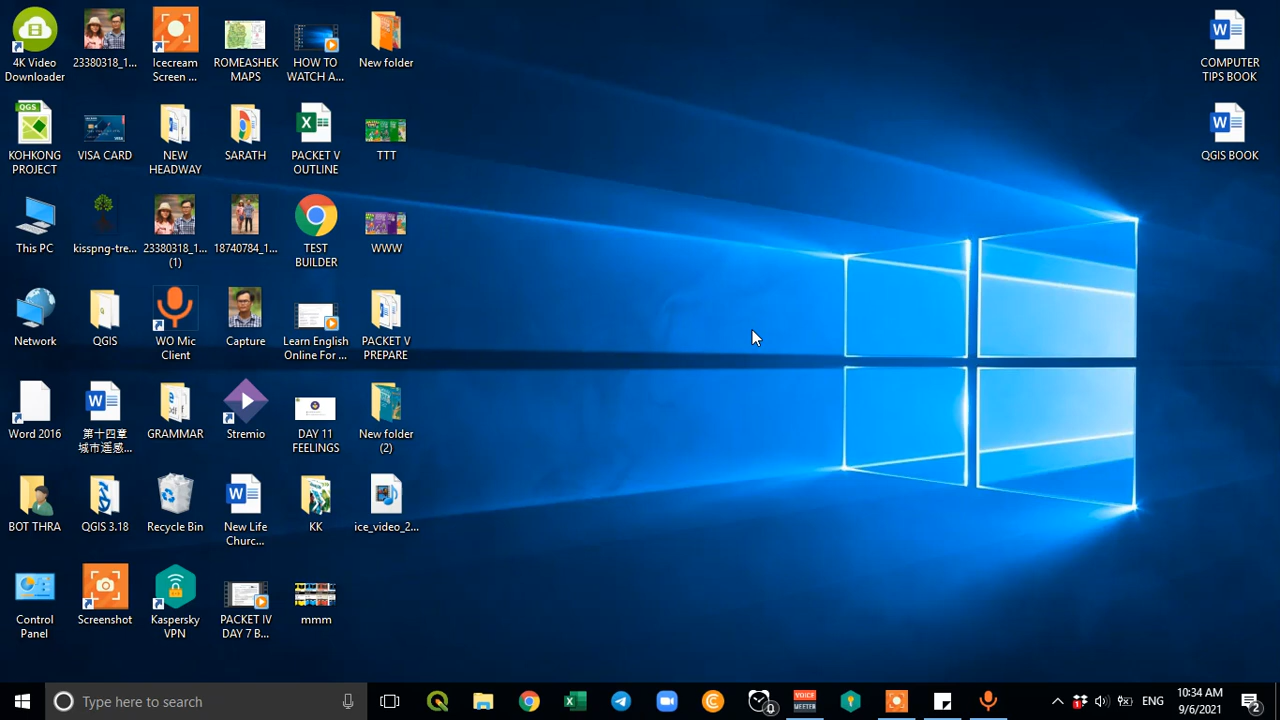 4K Video
Downloader
23380318_1...
Icecream
Screen ...
ROMEASHEK
MAPS
HOW TO
WATCH A...
New folder
COMPUTER
TIPS BOOK
QGS
KOHKONG
PROJECT
VISA CARD
NEW
HEADWAY
SARATH
PACKET V
OUTLINE
TTT
QGIS BOOK
This PC
kisspng-tre...
23380318_1...
(1)
18740784_1...
TEST
BUILDER
WWW
Network
QGIS
WO Mic
Client
Capture
Learn English
Online For ...
PACKET V
PREPARE
Word 2016
第十四章
城市遥感...
GRAMMAR
Stremio
DAY 11
FEELINGS
New folder
(2)
BOT THRA
QGIS 3.18
Recycle Bin
New Life
Churc...
KK
ice_video_2...
Control
Panel
Screenshot
Kaspersky
VPN
PACKET IV
DAY 7 B...
mmm
Type here to search
VOICE
MEETER
ENG
10:34 AM
9/6/2021
2